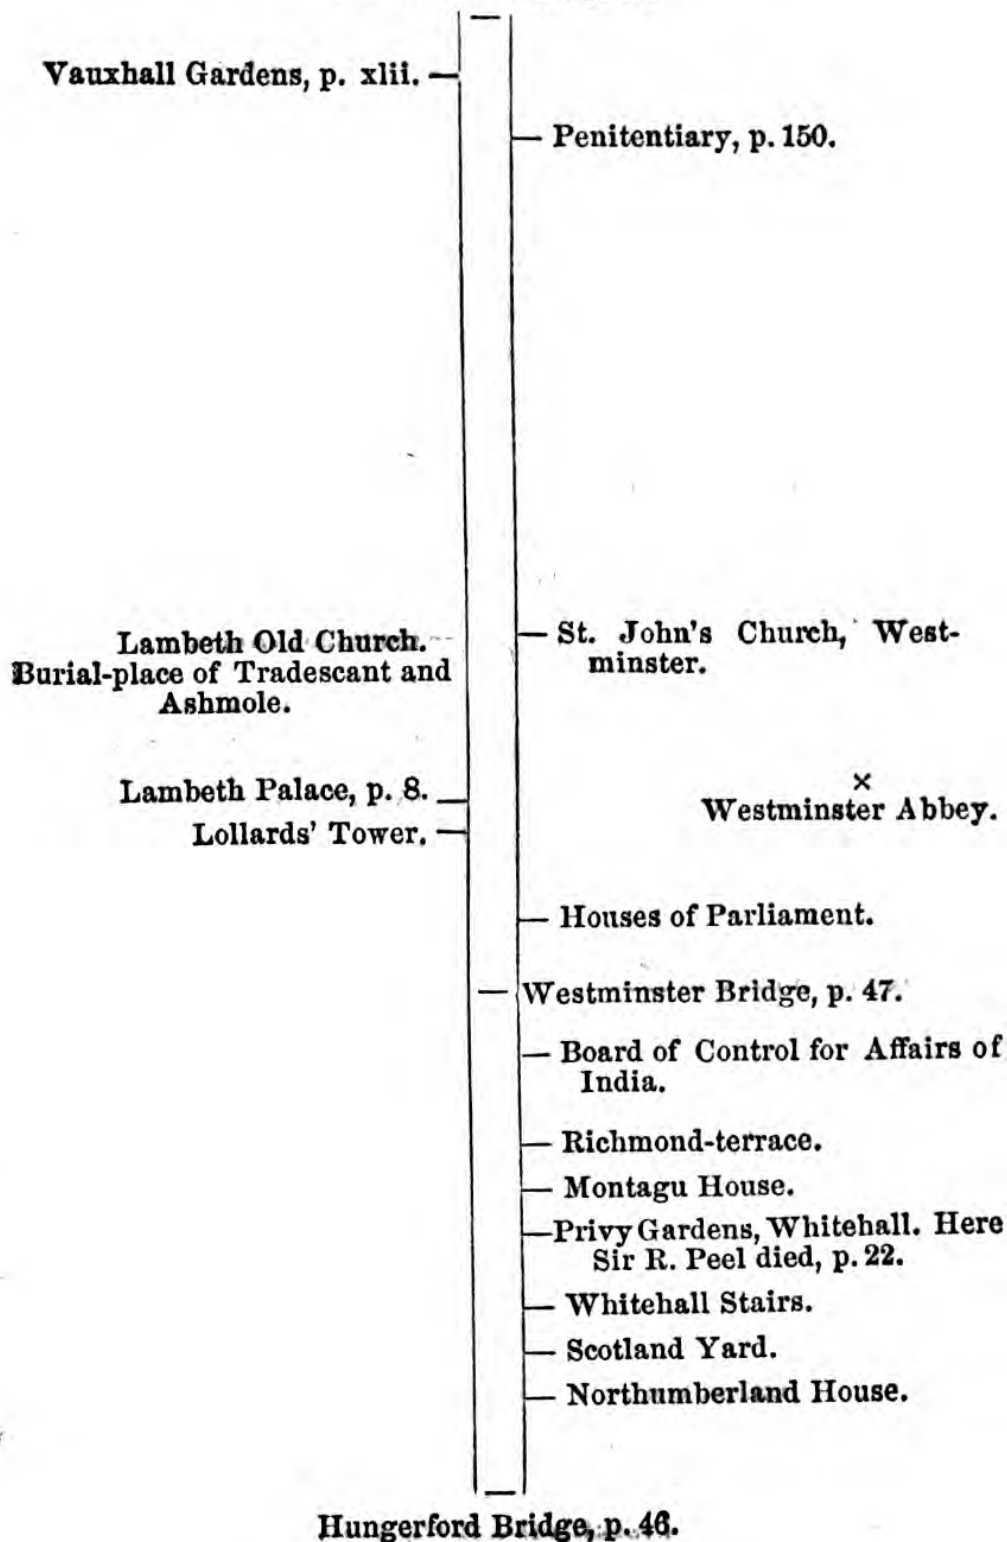 Vauxhall Gardens, p. xlii.
Penitentiary, p. 150.
Lambeth Old Church.
Burial-place of Tradescant and
Ashmole.
St. John's Church, West-
minster.
Lambeth Palace, p. 8.
Lollards' Tower.
×
Westminster Abbey.
Houses of Parliament.
Westminster Bridge, p. 47.
Board of Control for Affairs of
India.
Richmond-terrace.
Montagu House.
Privy Gardens, Whitehall. Here
Sir R. Peel died, p. 22.
Whitehall Stairs.
Scotland Yard.
Northumberland House.
Hungerford Bridge, p. 46.